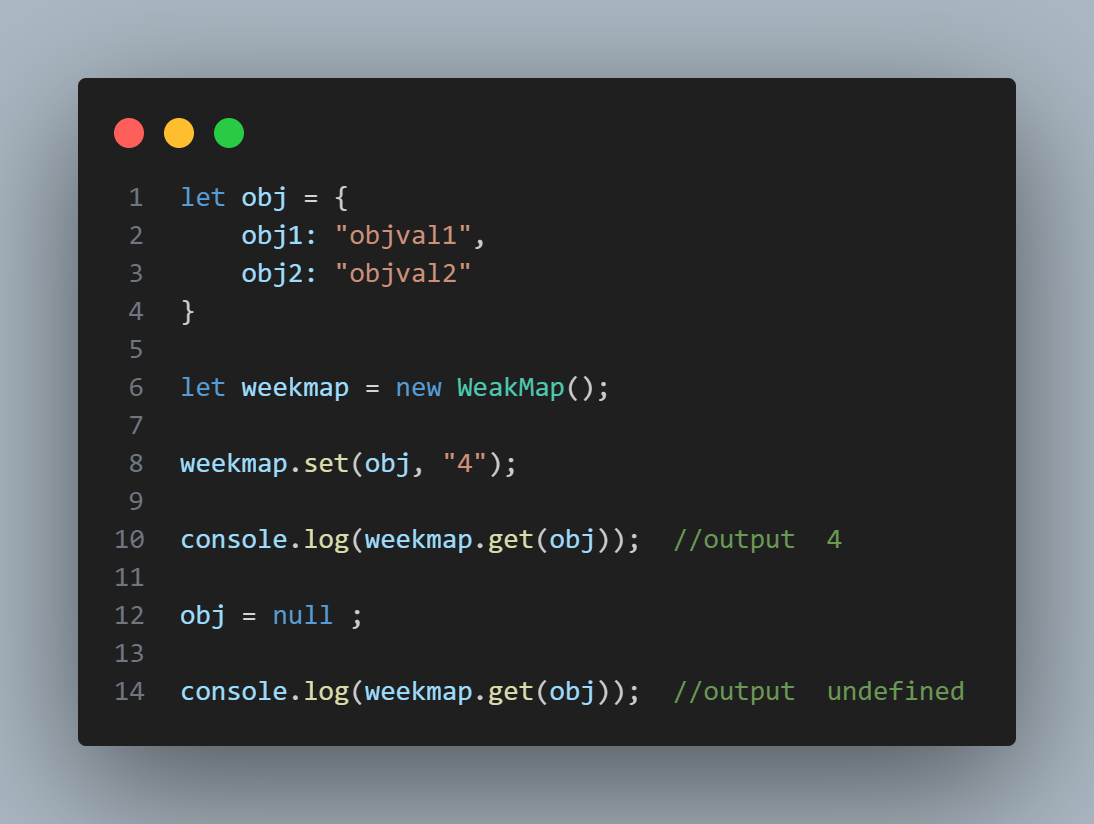 1 let obj = {
2     obj1: "objval1",
3     obj2: "objval2"
4 }
5
6 let weekmap = new WeakMap();
7
8 weekmap.set(obj, "4");
9
10 console.log(weekmap.get(obj));  //output  4
11
12 obj = null ;
13
14 console.log(weekmap.get(obj));  //output  undefined